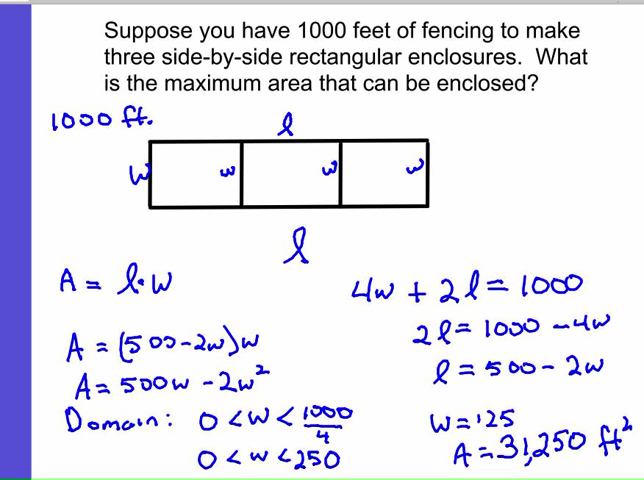 Suppose you have 1000 feet of fencing to make
three side-by-side rectangular enclosures. What
is the maximum area that can be enclosed?
1000 ft.
l
w w w w
l
A = l·w
A = (500-2w)w
A = 500w - 2w²
Domain: 0 < w < 1000/4
0 < w < 250
4w + 2l = 1000
2l = 1000 - 4w
l = 500 - 2w
w = 125
A = 31,250 ft²